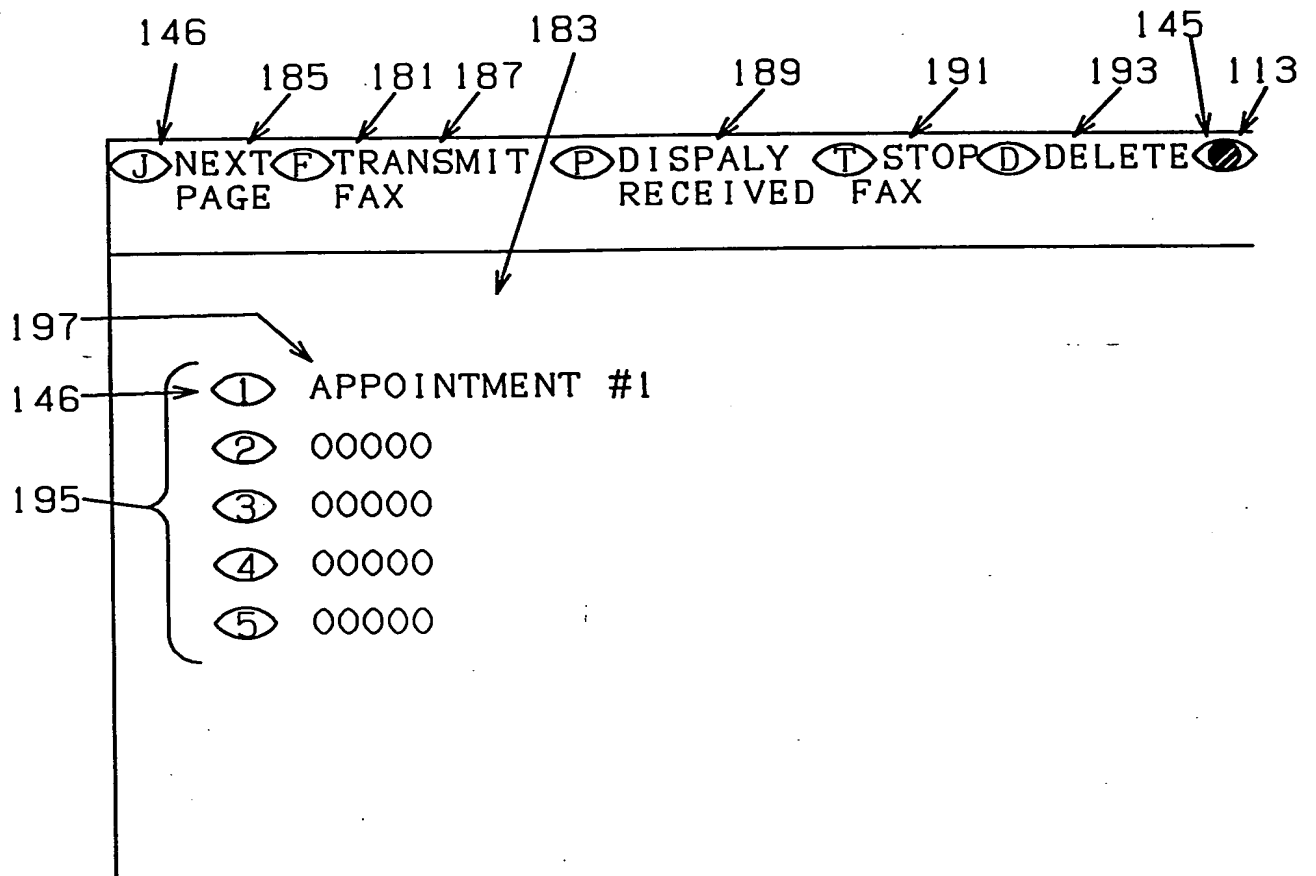 146 183 145
185 181 187 189 191 193 113
J NEXT F TRANSMIT P DISPALY T STOP D DELETE
PAGE FAX RECEIVED FAX
197
146 1 APPOINTMENT #1
2 00000
195 3 00000
4 00000
5 00000